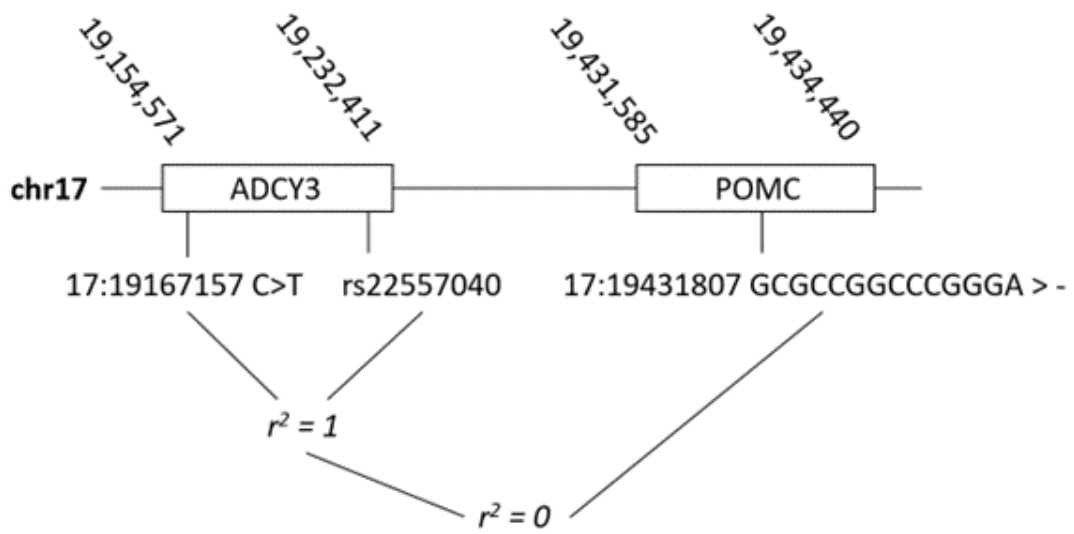 19,154,571
19,232,411
19,431,585
19,434,440
chr17
ADCY3
POMC
17:19167157 C>T
rs22557040
17:19431807 GCGCCGGCCCGGGA > -
r² = 1
r² = 0